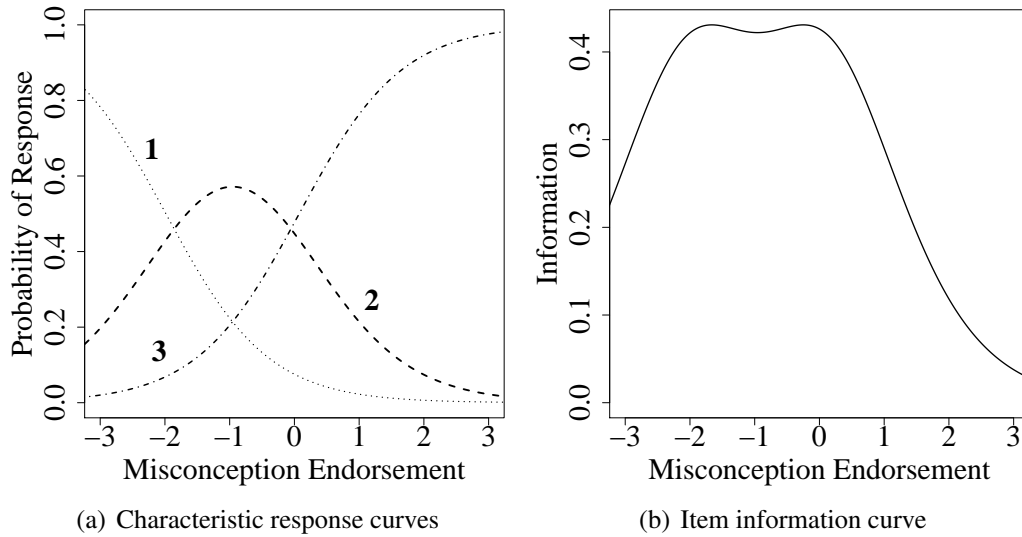 Probability of Response
0.0 0.2 0.4 0.6 0.8 1.0
1
2
3
−3 −2 −1 0 1 2 3
Misconception Endorsement
(a) Characteristic response curves
Information
0.0 0.1 0.2 0.3 0.4
−3 −2 −1 0 1 2 3
Misconception Endorsement
(b) Item information curve